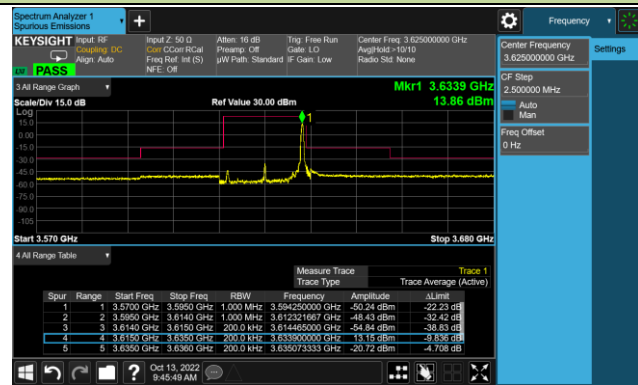 Spectrum Analyzer 1
Spurious Emissions
Frequency
KEYSIGHT
Input: RF
Coupling: DC
Align: Auto
Input Z: 50 Ω
Corr CCorr RCal
Freq Ref: Int (S)
NFE: Off
Atten: 16 dB
Preamp: Off
µW Path: Standard
Trig: Free Run
Gate: LO
IF Gain: Low
Center Freq: 3.625000000 GHz
Avg|Hold:>10/10
Radio Std: None
PASS
3 All Range Graph
Scale/Div 15.0 dB
Ref Value 30.00 dBm
Mkr1 3.6339 GHz
13.86 dBm
Log
15.0
0.00
-15.0
-30.0
-45.0
-60.0
-75.0
-90.0
-105
1
Start 3.570 GHz
Stop 3.680 GHz
4 All Range Table
Measure Trace Trace 1
Trace Type Trace Average (Active)
Spur Range Start Freq Stop Freq RBW Frequency Amplitude ΔLimit
1 1 3.5700 GHz 3.5950 GHz 1.000 MHz 3.594250000 GHz -50.24 dBm -22.23 dB
2 2 3.5950 GHz 3.6140 GHz 1.000 MHz 3.612321667 GHz -48.43 dBm -32.42 dB
3 3 3.6140 GHz 3.6150 GHz 200.0 kHz 3.614465000 GHz -54.84 dBm -38.83 dB
4 4 3.6150 GHz 3.6350 GHz 200.0 kHz 3.633900000 GHz 13.15 dBm -9.836 dB
5 5 3.6350 GHz 3.6360 GHz 200.0 kHz 3.635073333 GHz -20.72 dBm -4.708 dB
Oct 13, 2022
9:45:49 AM
Center Frequency
3.625000000 GHz
Settings
CF Step
2.500000 MHz
Auto
Man
Freq Offset
0 Hz